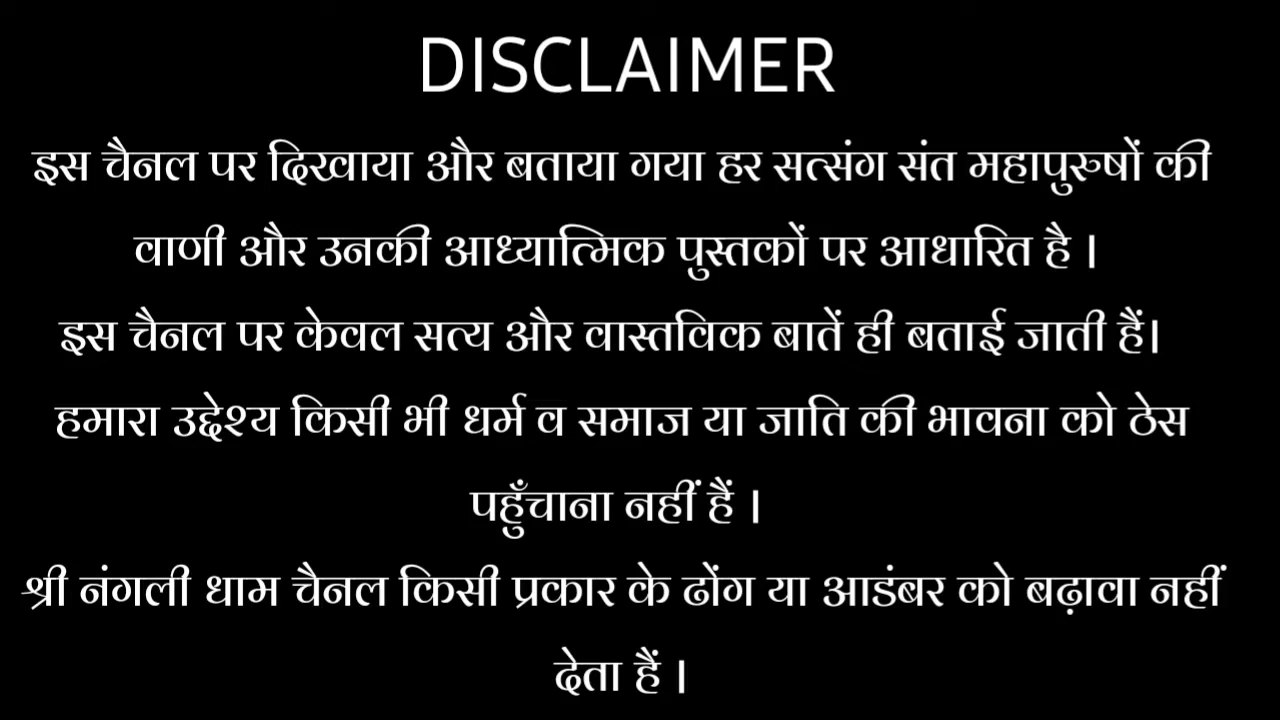 DISCLAIMER
इस चैनल पर दिखाया और बताया गया हर सत्संग संत महापुरुषों की
वाणी और उनकी आध्यात्मिक पुस्तकों पर आधारित है ।
इस चैनल पर केवल सत्य और वास्तविक बातें ही बताई जाती हैं।
हमारा उद्देश्य किसी भी धर्म व समाज या जाति की भावना को ठेस
पहुँचाना नहीं हैं ।
श्री नंगली धाम चैनल किसी प्रकार के ढोंग या आडंबर को बढ़ावा नहीं
देता हैं ।